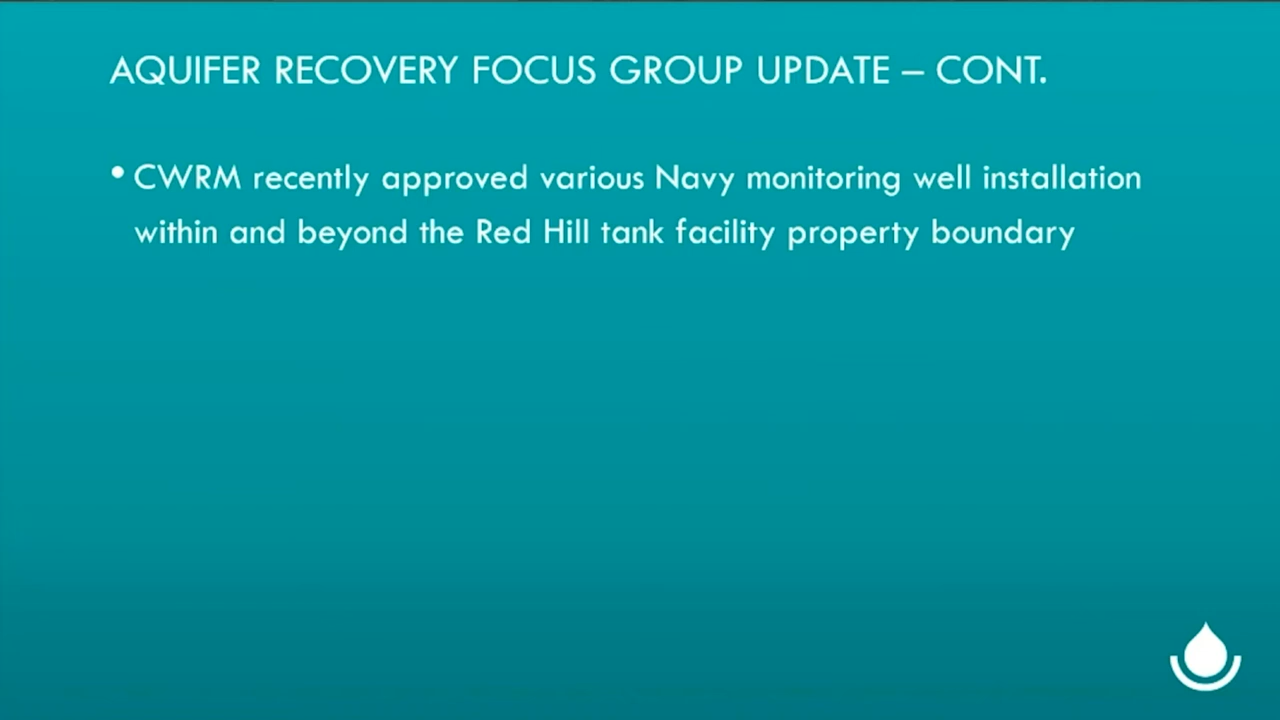 AQUIFER RECOVERY FOCUS GROUP UPDATE – CONT.
• CWRM recently approved various Navy monitoring well installation
within and beyond the Red Hill tank facility property boundary